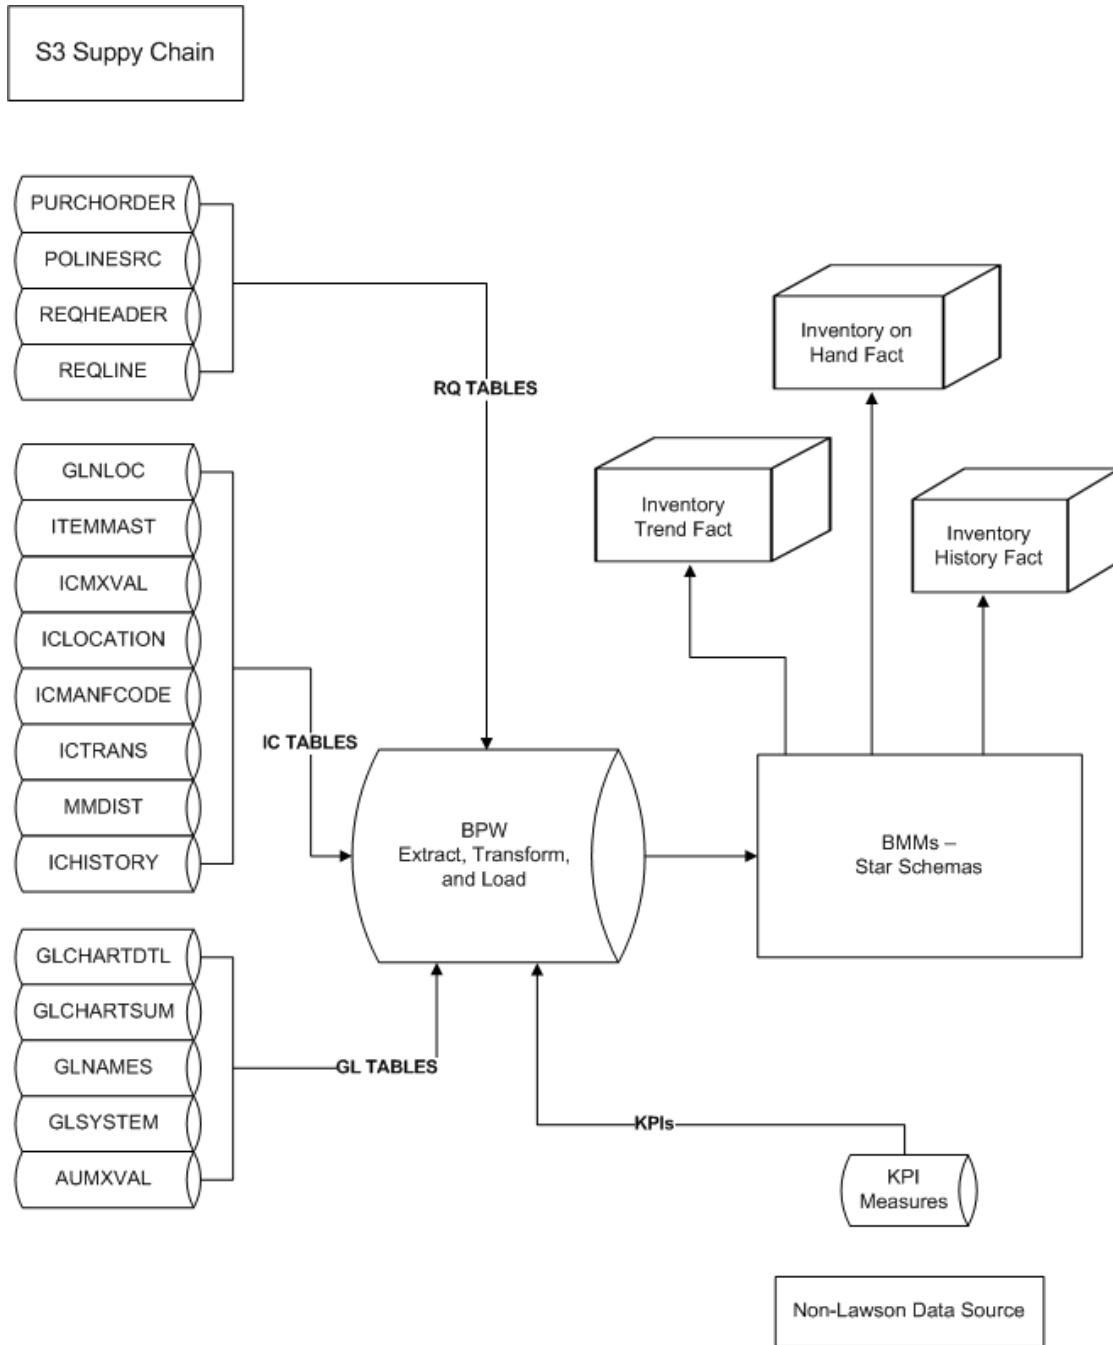 S3 Suppy Chain
PURCHORDER
POLINESRC
REQHEADER
REQLINE
RQ TABLES
GLNLOC
ITEMMAST
ICMXVAL
ICLOCATION
ICMANFCODE
ICTRANS
MMDIST
ICHISTORY
IC TABLES
GLCHARTDTL
GLCHARTSUM
GLNAMES
GLSYSTEM
AUMXVAL
GL TABLES
BPW
Extract, Transform,
and Load
Inventory on
Hand Fact
Inventory
Trend Fact
Inventory
History Fact
BMMs –
Star Schemas
KPIs
KPI
Measures
Non-Lawson Data Source